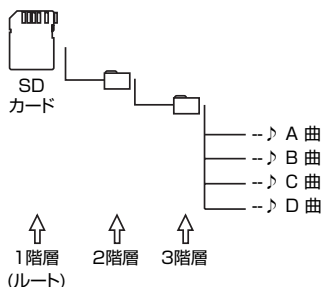 SD
カード
--♪ A 曲
--♪ B 曲
--♪ C 曲
--♪ D 曲
1階層
(ルート)
2階層
3階層